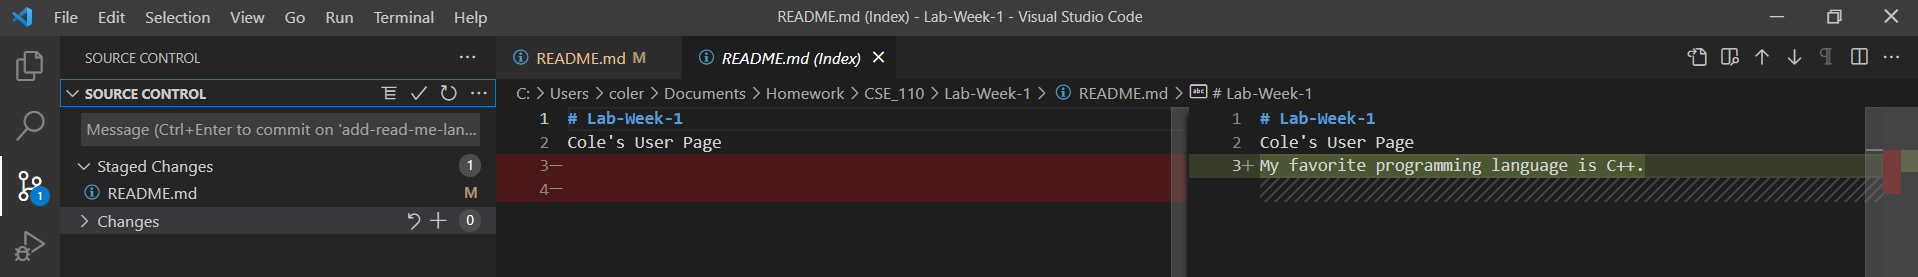 File Edit Selection View Go Run Terminal Help
README.md (Index) - Lab-Week-1 - Visual Studio Code
SOURCE CONTROL ...
SOURCE CONTROL ...
Message (Ctrl+Enter to commit on 'add-read-me-lan...
Staged Changes 1
README.md M
Changes 0
1
README.md M
README.md (Index)
C: > Users > coler > Documents > Homework > CSE_110 > Lab-Week-1 > README.md > abc # Lab-Week-1
1 # Lab-Week-1
2 Cole's User Page
3—
4—
1 # Lab-Week-1
2 Cole's User Page
3+ My favorite programming language is C++.